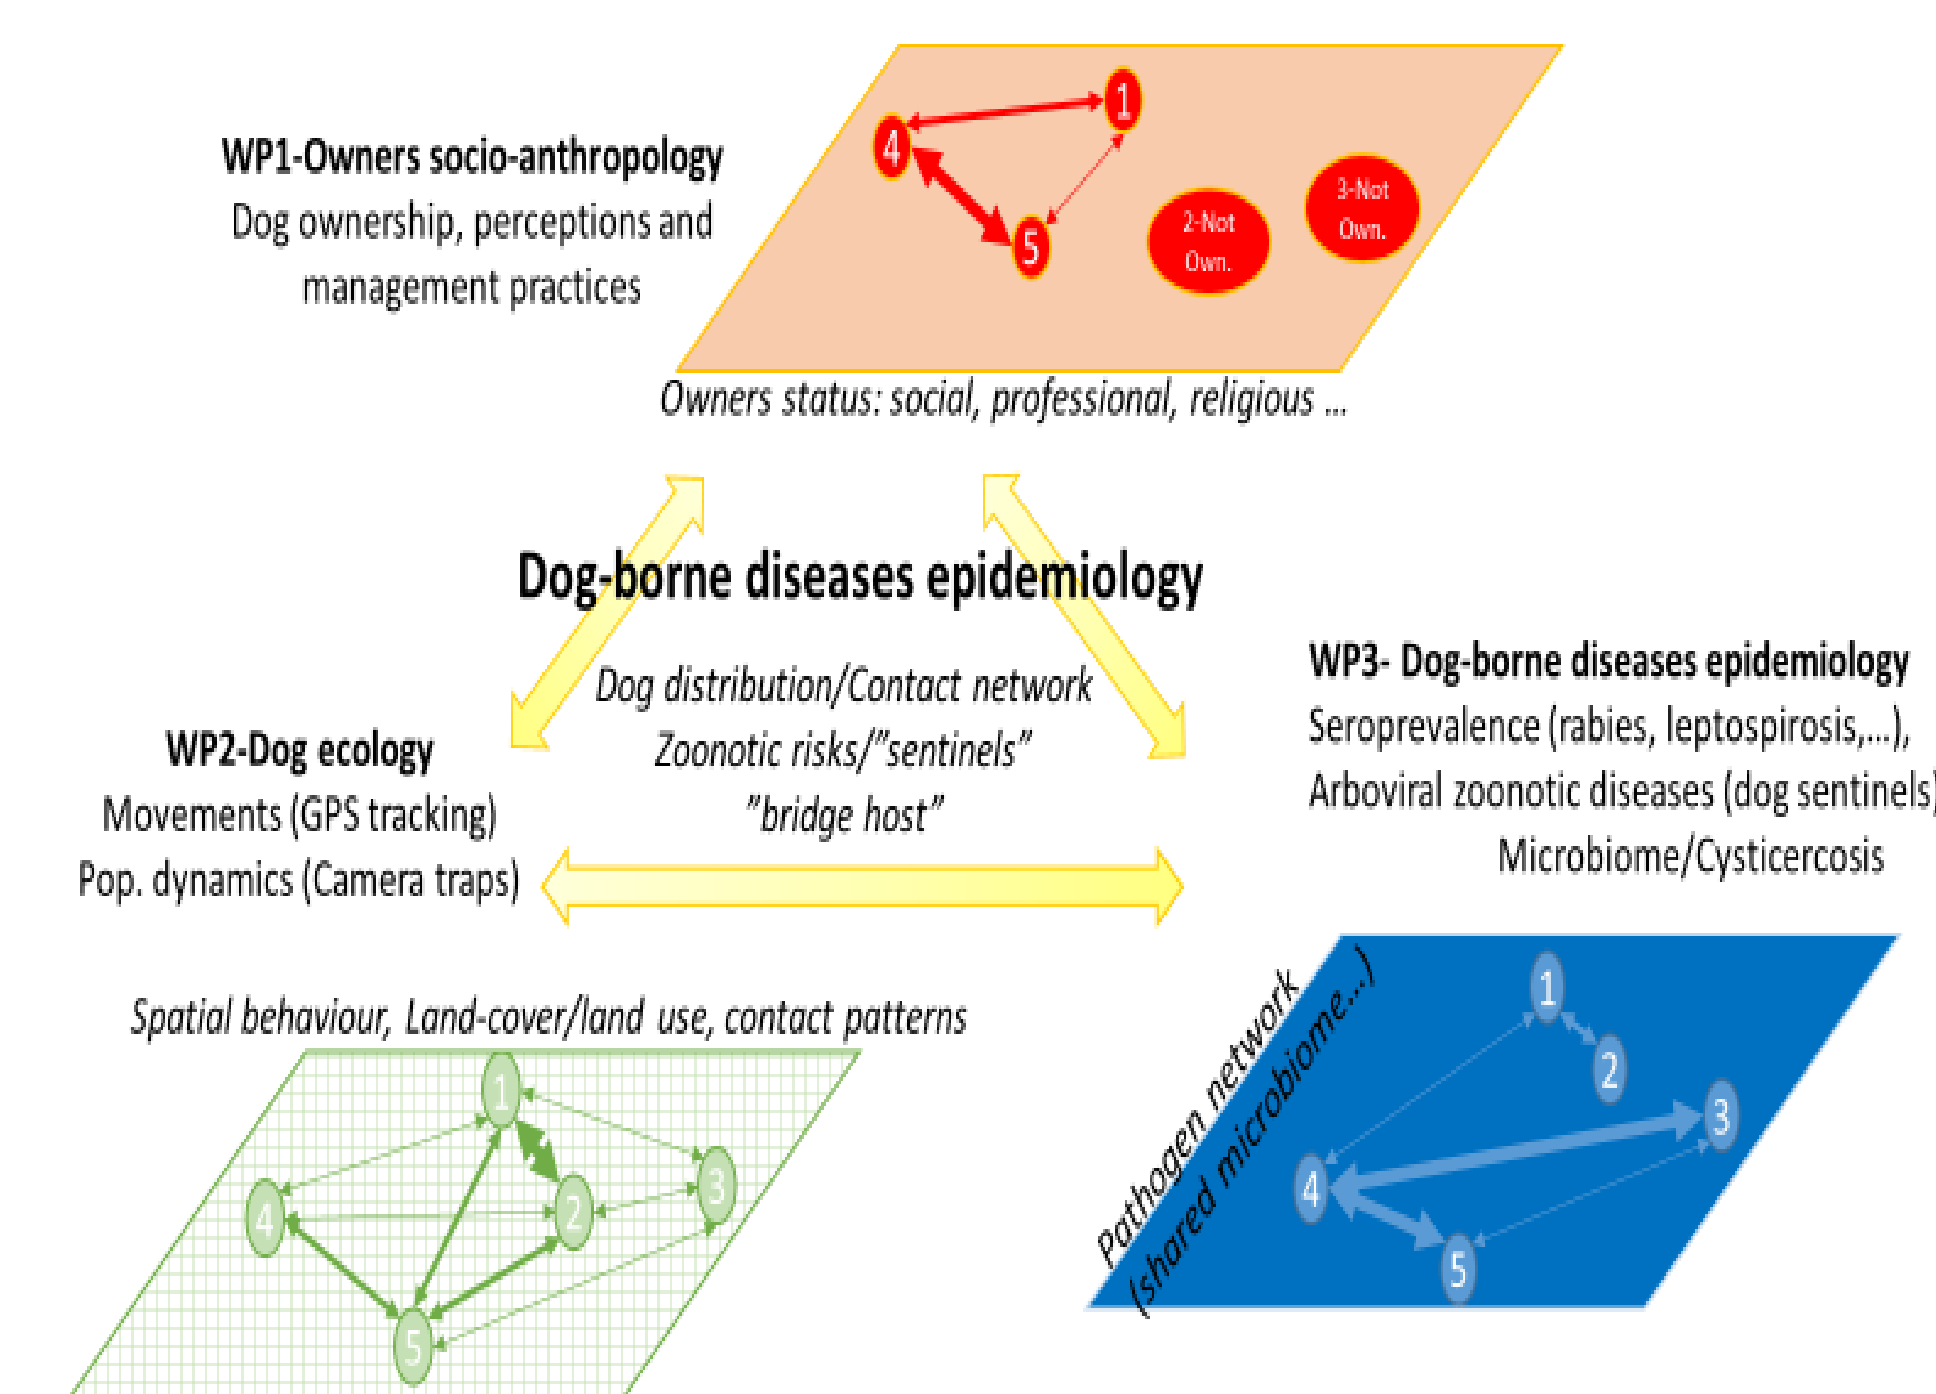 WP1-Owners socio-anthropology
Dog ownership, perceptions and
management practices
1
4
5
2-Not
Own.
3-Not
Own.
Owners status: social, professional, religious ...
Dog-borne diseases epidemiology
Dog distribution/Contact network
Zoonotic risks/"sentinels"
"bridge host"
WP2-Dog ecology
Movements (GPS tracking)
Pop. dynamics (Camera traps)
WP3- Dog-borne diseases epidemiology
Seroprevalence (rabies, leptospirosis,...),
Arboviral zoonotic diseases (dog sentinels)
Microbiome/Cysticercosis
Spatial behaviour, Land-cover/land use, contact patterns
1
2
3
4
5
Pathogen network
(shared microbiome...)
1
2
3
4
5